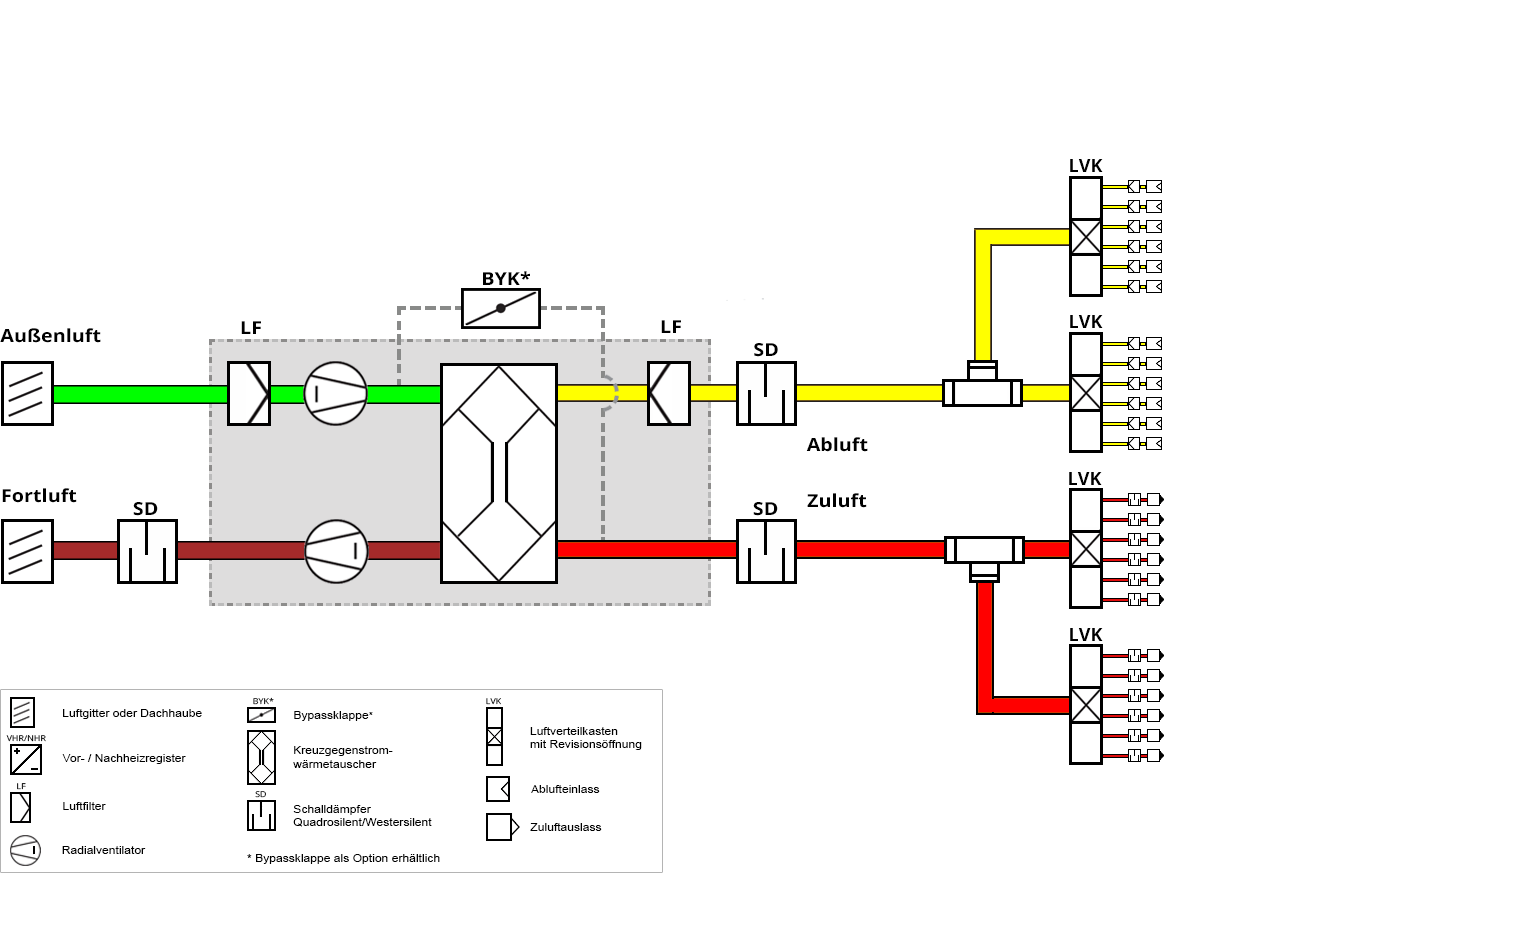 LVK
BYK*
LVK
Außenluft
LF
LF
SD
Abluft
LVK
Fortluft
SD
SD
Zuluft
LVK
Luftgitter oder Dachhaube
VHR/NHR
Vor- / Nachheizregister
LF
Luftfilter
Radialventilator
BYK*
Bypassklappe*
Kreuzgegenstrom-
wärmetauscher
SD
Schalldämpfer
Quadrosilent/Westersilent
* Bypassklappe als Option erhältlich
LVK
Luftverteilkasten
mit Revisionsöffnung
Ablufteinlass
Zuluftauslass